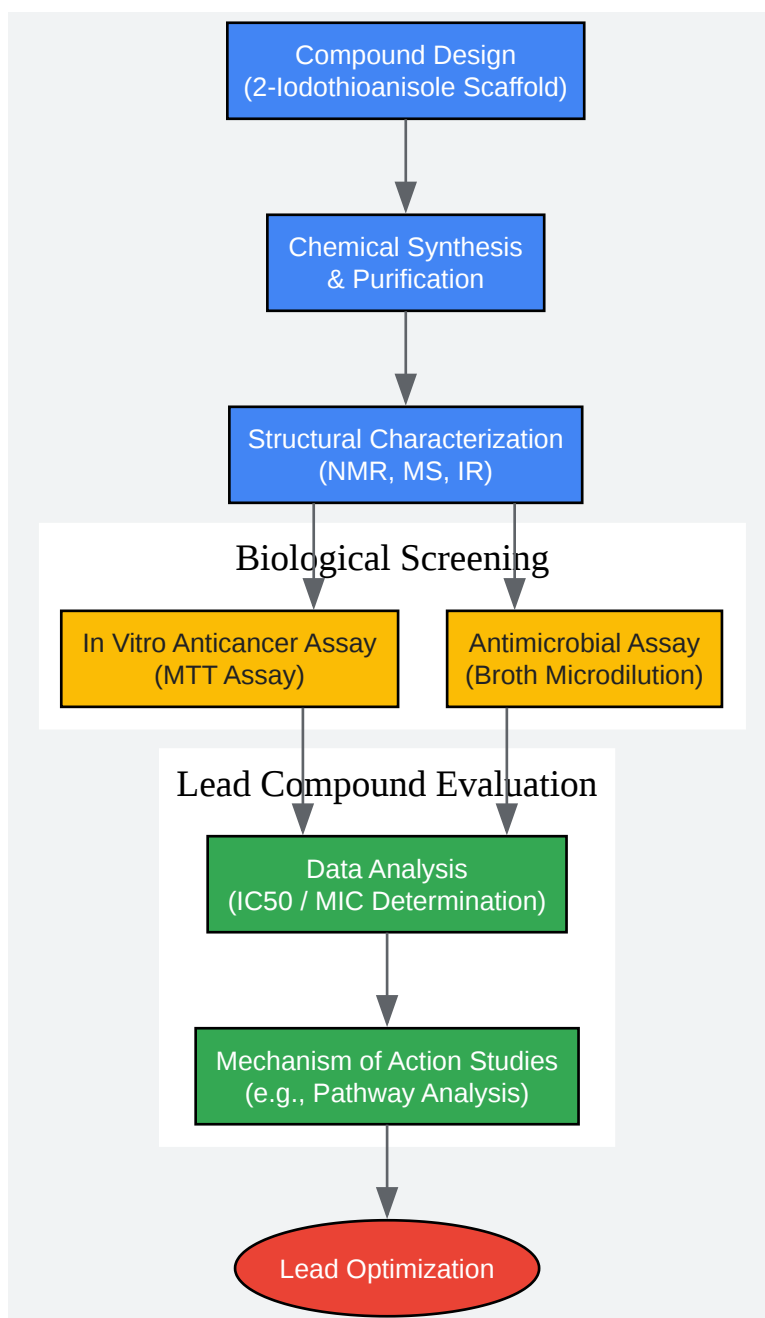 Compound Design
(2-Iodothioanisole Scaffold)
Chemical Synthesis
& Purification
Structural Characterization
(NMR, MS, IR)
Biological Screening
In Vitro Anticancer Assay
(MTT Assay)
Antimicrobial Assay
(Broth Microdilution)
Lead Compound Evaluation
Data Analysis
(IC50 / MIC Determination)
Mechanism of Action Studies
(e.g., Pathway Analysis)
Lead Optimization